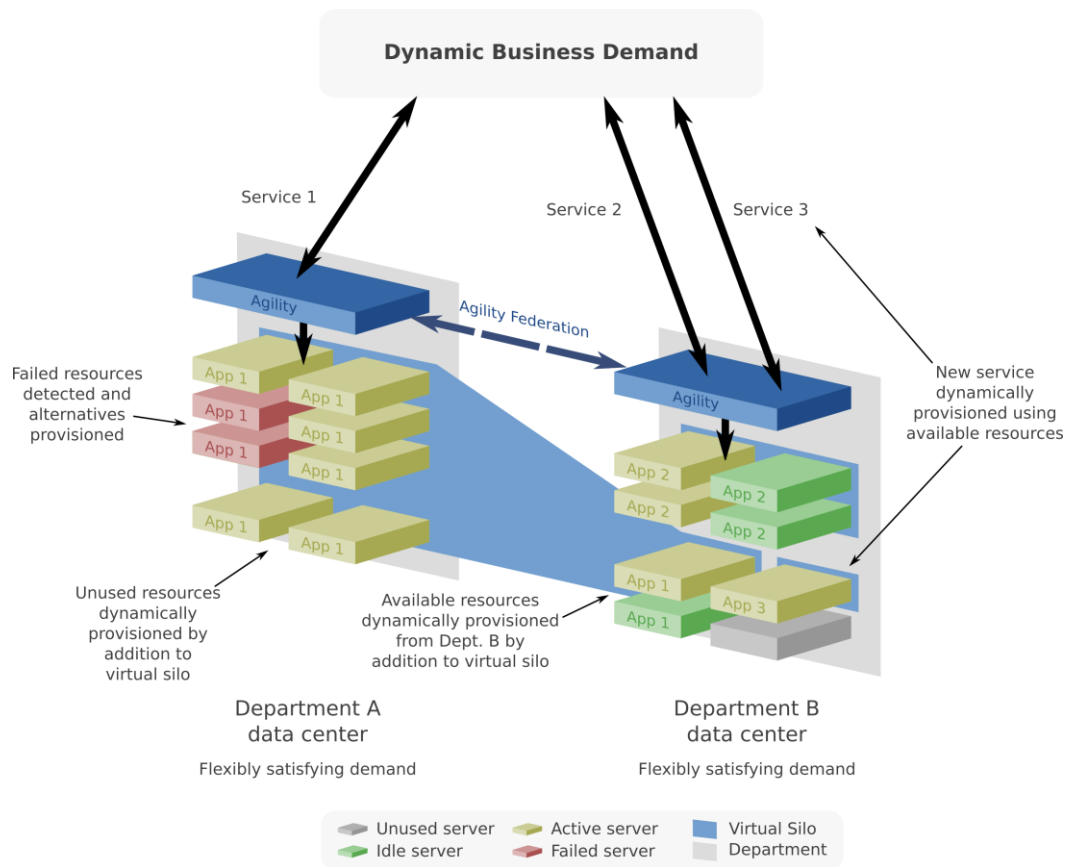 Dynamic Business Demand
Service 1
Service 2
Service 3
Agility
Agility Federation
Agility
Failed resources
detected and
alternatives
provisioned
App 1
App 1
App 1
App 1
App 1
App 1
App 1
App 1
New service
dynamically
provisioned using
available resources
App 2
App 2
App 2
App 2
App 1
App 1
App 3
Unused resources
dynamically
provisioned by
addition to
virtual silo
Available resources
dynamically provisioned
from Dept. B by
addition to virtual silo
Department A
data center
Flexibly satisfying demand
Department B
data center
Flexibly satisfying demand
Unused server
Idle server
Active server
Failed server
Virtual Silo
Department